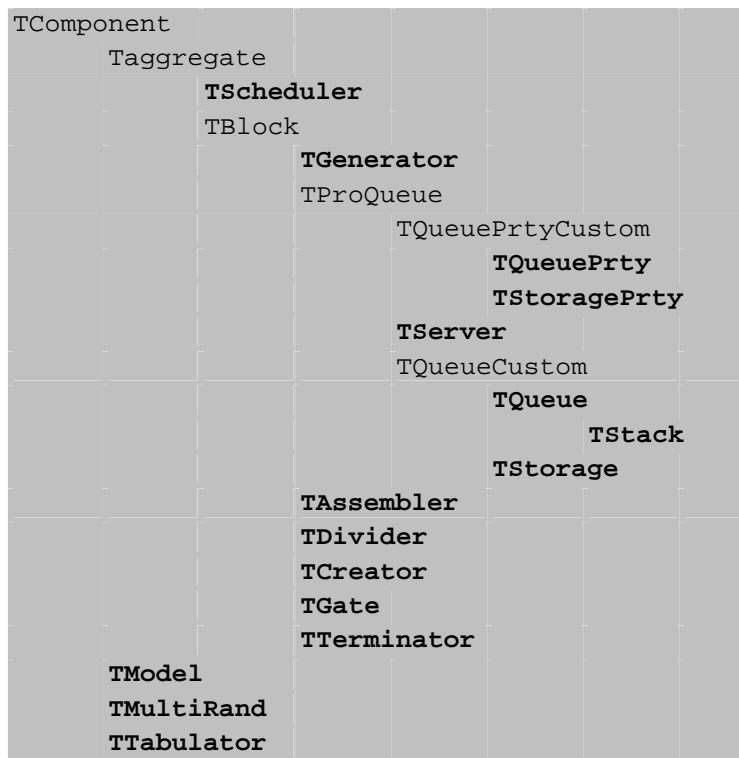 TComponent
Taggregate
TScheduler
TBlock
TGenerator
TProQueue
TQueuePrtyCustom
TQueuePrty
TStoragePrty
TServer
TQueueCustom
TQueue
TStack
TStorage
TAssembler
TDivider
TCreator
TGate
TTerminator
TModel
TMultiRand
TTabulator